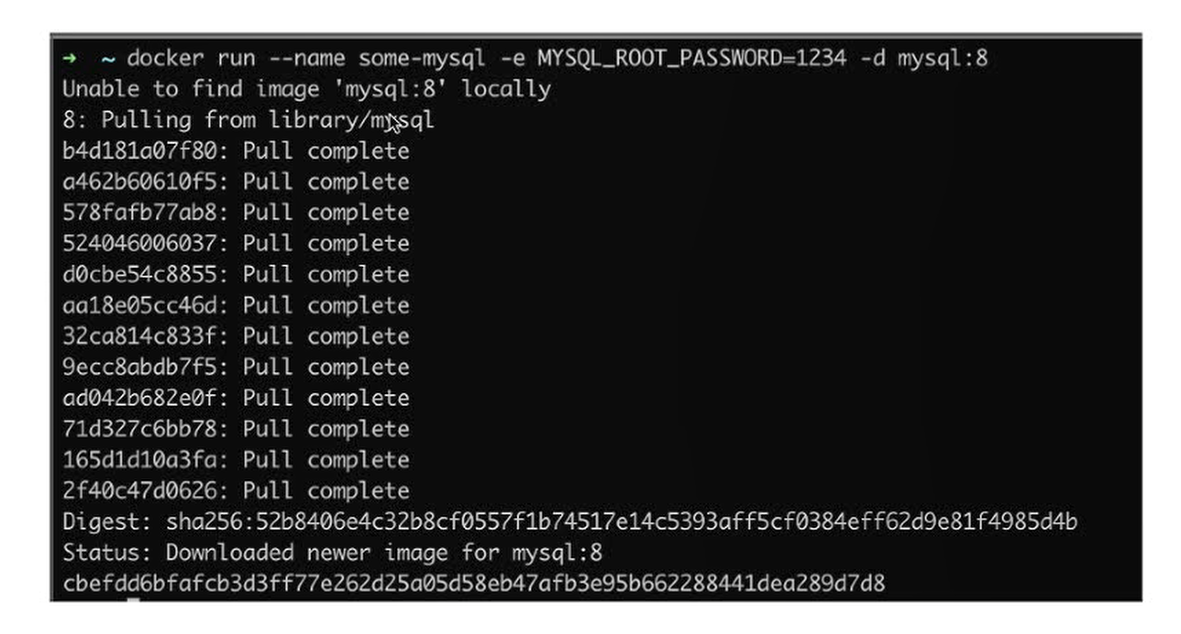 → ~ docker run --name some-mysql -e MYSQL_ROOT_PASSWORD=1234 -d mysql:8
Unable to find image 'mysql:8' locally
8: Pulling from library/mysql
b4d181a07f80: Pull complete
a462b60610f5: Pull complete
578fafb77ab8: Pull complete
524046006037: Pull complete
d0cbe54c8855: Pull complete
aa18e05cc46d: Pull complete
32ca814c833f: Pull complete
9ecc8abdb7f5: Pull complete
ad042b682e0f: Pull complete
71d327c6bb78: Pull complete
165d1d10a3fa: Pull complete
2f40c47d0626: Pull complete
Digest: sha256:52b8406e4c32b8cf0557f1b74517e14c5393aff5cf0384eff62d9e81f4985d4b
Status: Downloaded newer image for mysql:8
cbefdd6bfafcb3d3ff77e262d25a05d58eb47afb3e95b662288441dea289d7d8